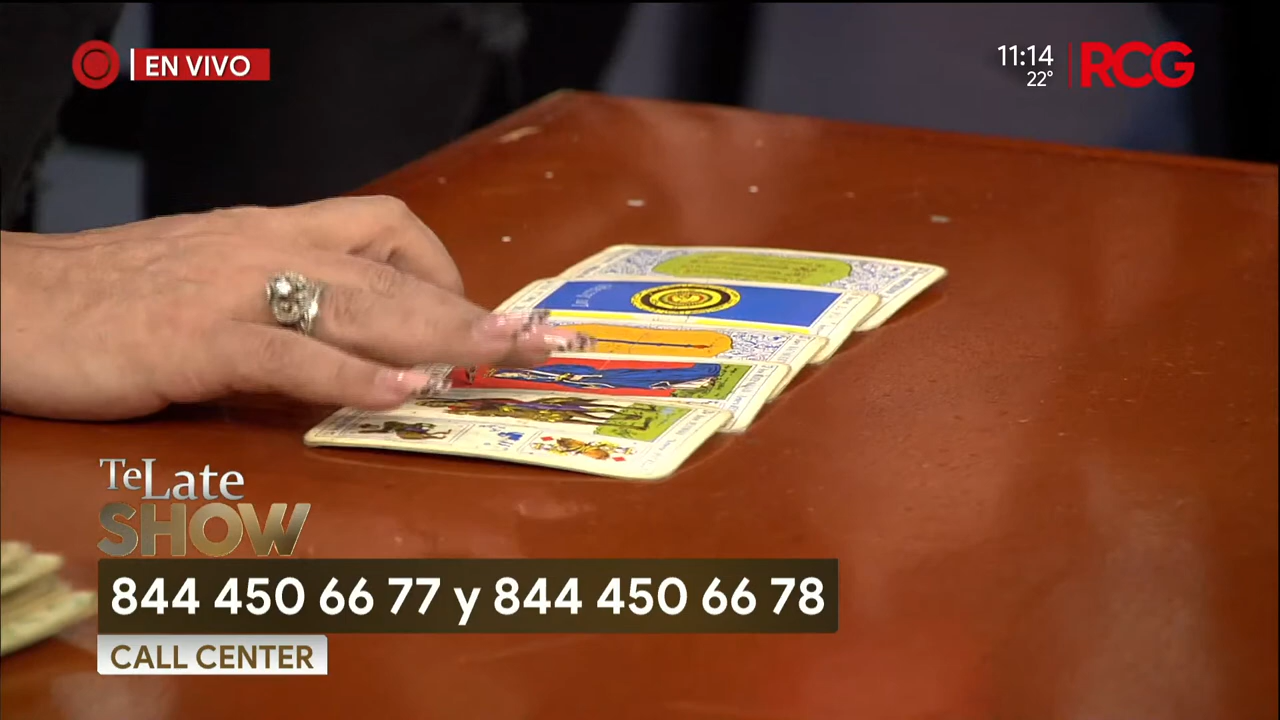 EN VIVO
11:14
22°
RCG
TeLate
SHOW
844 450 66 77 y 844 450 66 78
CALL CENTER